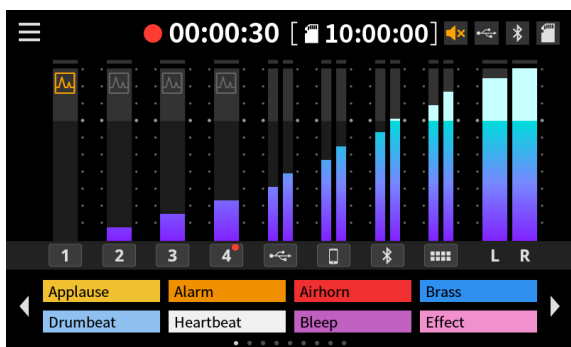 00:00:30 [ 10:00:00]
1 2 3 4 L R
Applause Alarm Airhorn Brass
Drumbeat Heartbeat Bleep Effect